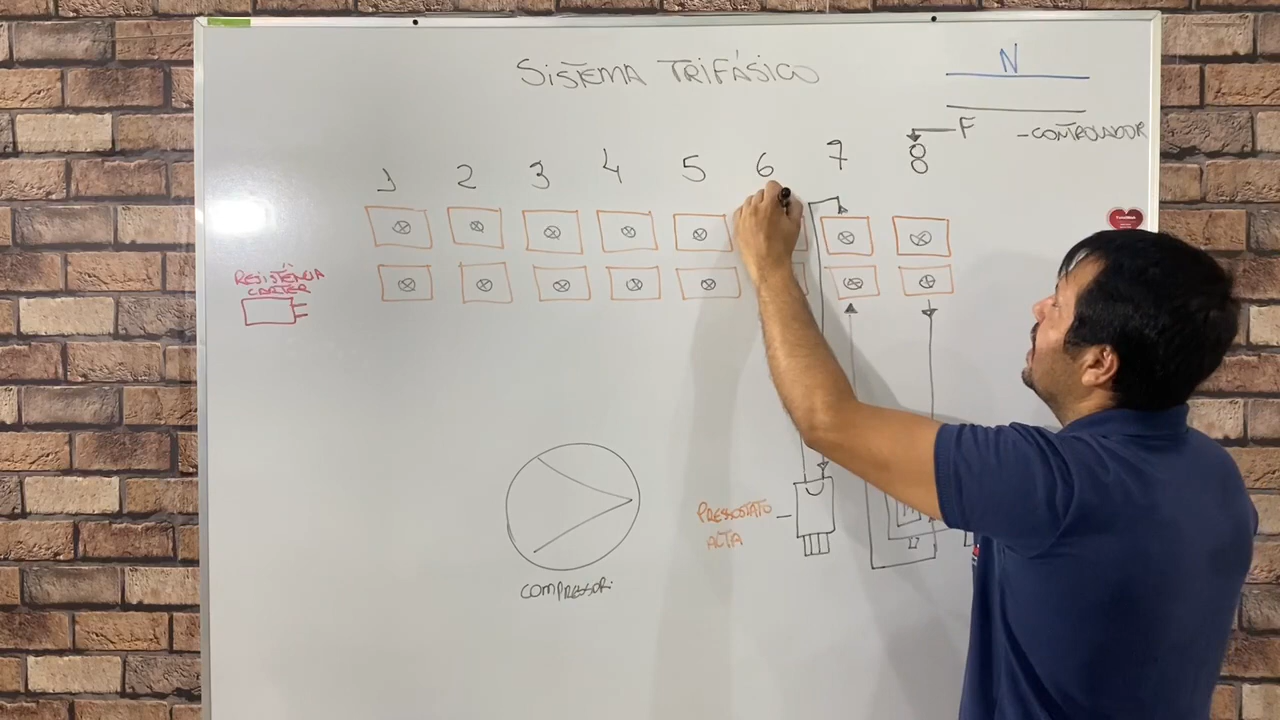 SISTEMA TRIFÁSICO
N
F
-CONTROLADOR
1 2 3 4 5 6 7 8
RESISTÊNCIA
CARTER
PRESSOSTATO
ALTA
COMPRESSOR